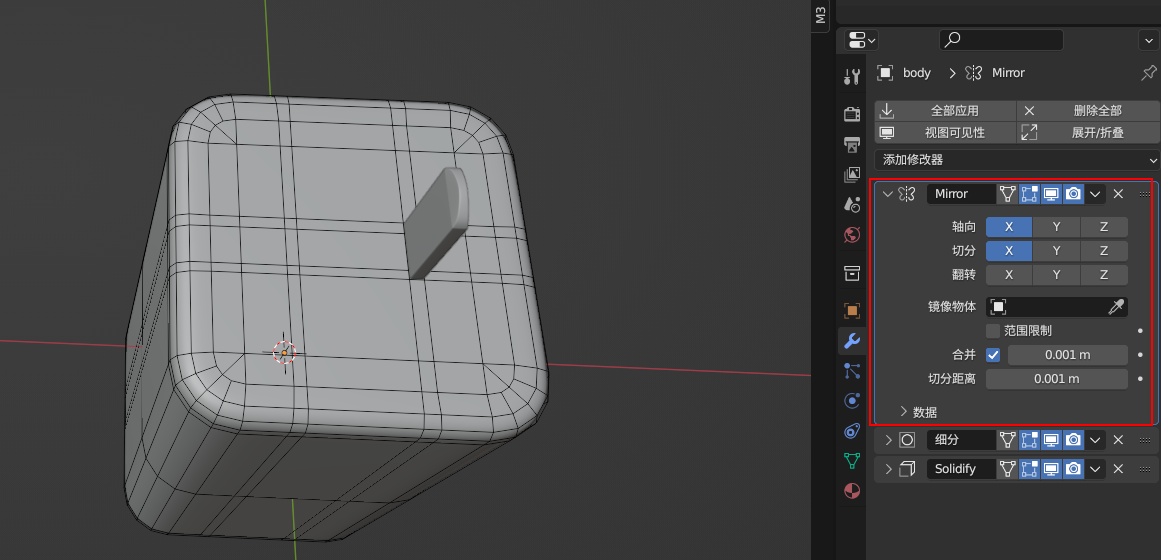 M3
body > Mirror
全部应用 删除全部
视图可见性 展开/折叠
添加修改器
Mirror
轴向 X Y Z
切分 X Y Z
翻转 X Y Z
镜像物体
范围限制
合并 0.001 m
切分距离 0.001 m
数据
细分
Solidify